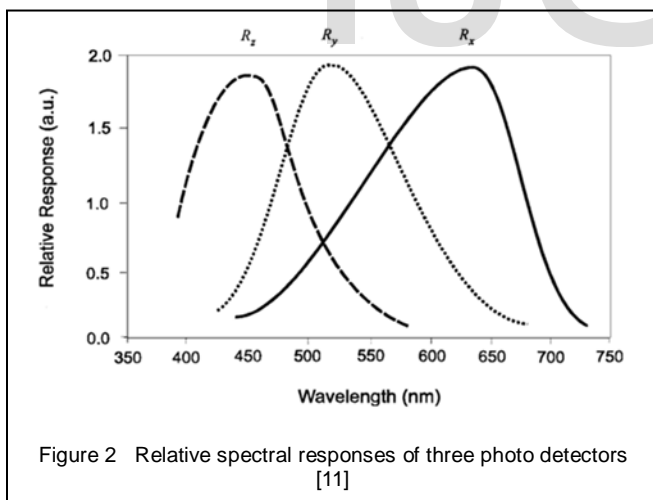 R_z R_y R_x
2.0
1.5
1.0
0.5
0.0
Relative Response (a.u.)
350 400 450 500 550 600 650 700 750
Wavelength (nm)
Figure 2 Relative spectral responses of three photo detectors
[11]